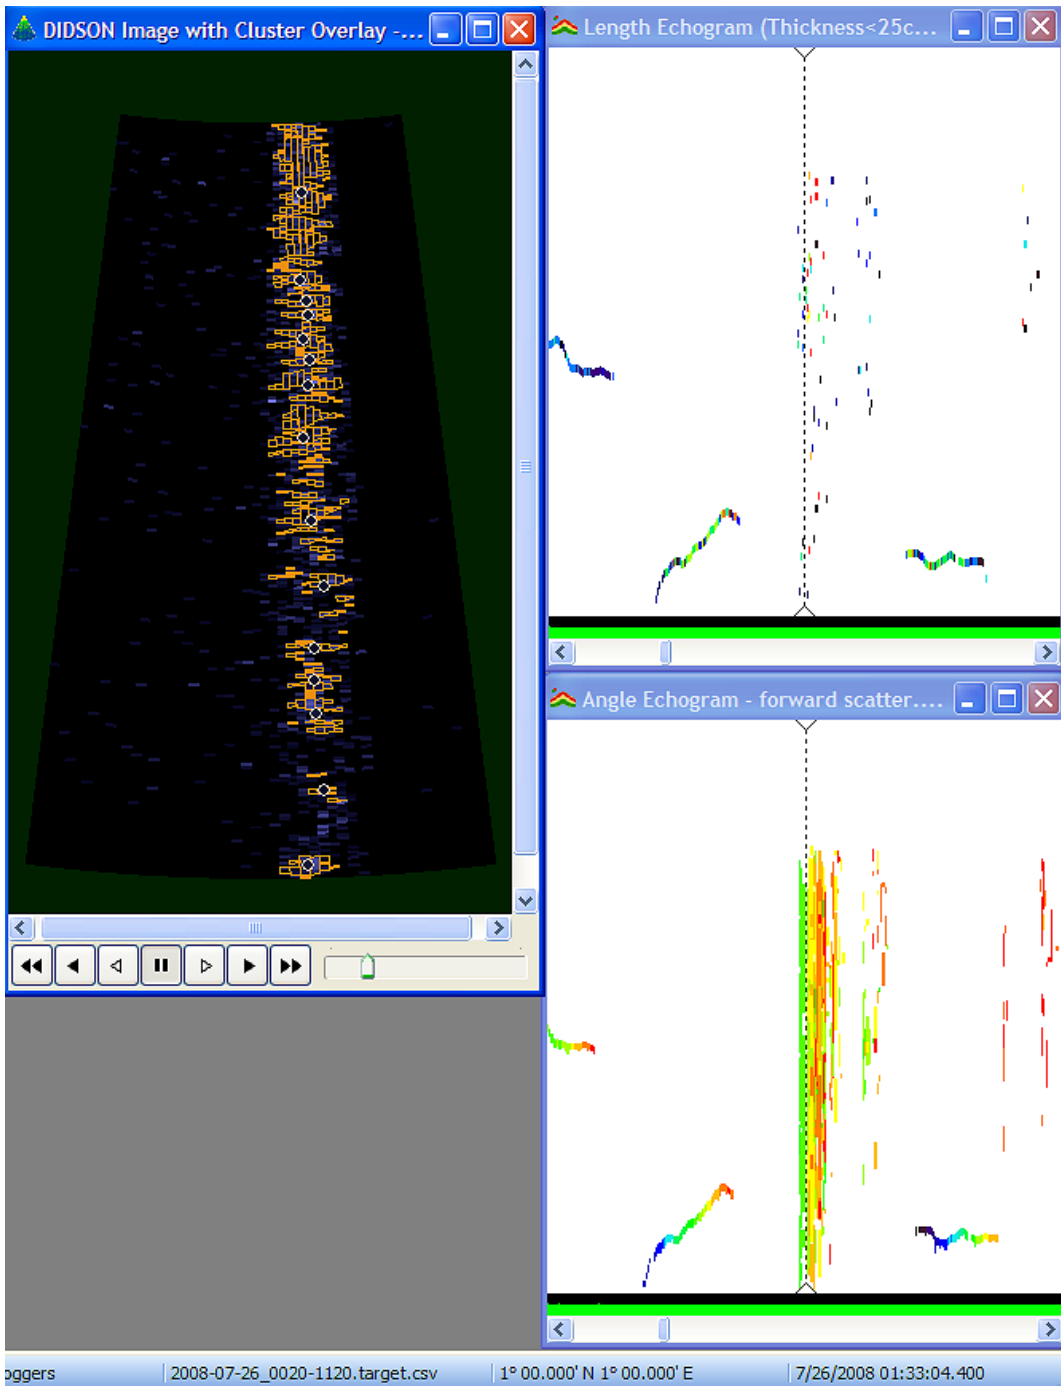 DIDSON Image with Cluster Overlay -...
Length Echogram (Thickness<25c...
Angle Echogram - forward scatter....
oggers
2008-07-26_0020-1120.target.csv
1° 00.000' N 1° 00.000' E
7/26/2008 01:33:04.400